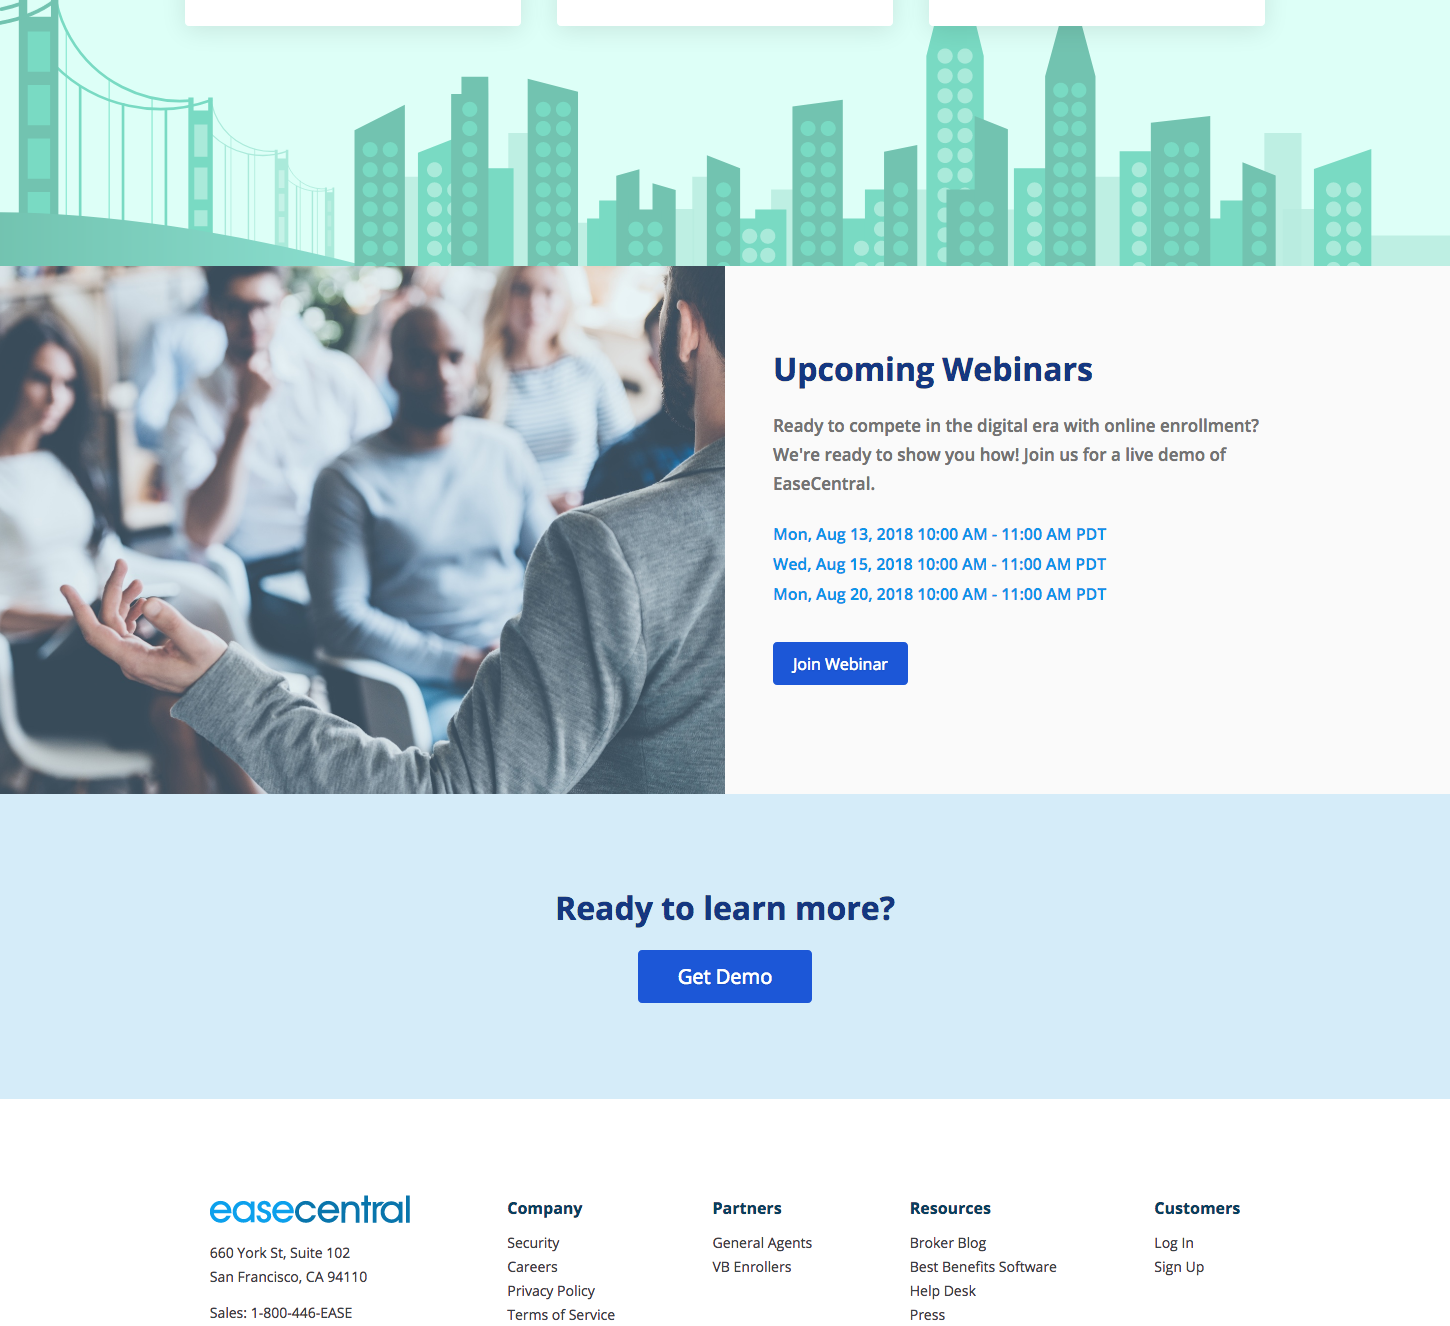 Upcoming Webinars
Ready to compete in the digital era with online enrollment?
We're ready to show you how! Join us for a live demo of
EaseCentral.
Mon, Aug 13, 2018 10:00 AM - 11:00 AM PDT
Wed, Aug 15, 2018 10:00 AM - 11:00 AM PDT
Mon, Aug 20, 2018 10:00 AM - 11:00 AM PDT
Join Webinar
Ready to learn more?
Get Demo
easecentral
660 York St, Suite 102
San Francisco, CA 94110
Sales: 1-800-446-EASE
Company
Security
Careers
Privacy Policy
Terms of Service
Partners
General Agents
VB Enrollers
Resources
Broker Blog
Best Benefits Software
Help Desk
Press
Customers
Log In
Sign Up